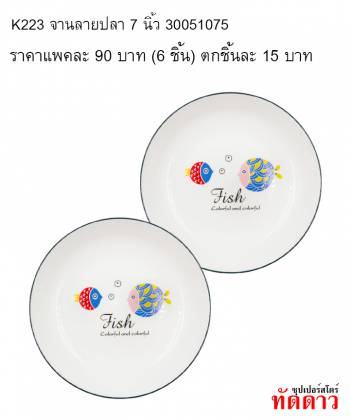 K223 จานลายปลา 7 นิ้ว 30051075
ราคาแพคละ 90 บาท (6 ชิ้น) ตกชิ้นละ 15 บาท
Fish
Colorful and colorful
Fish
Colorful and colorful
ซุปเปอร์สโตร์
ทัดดาว